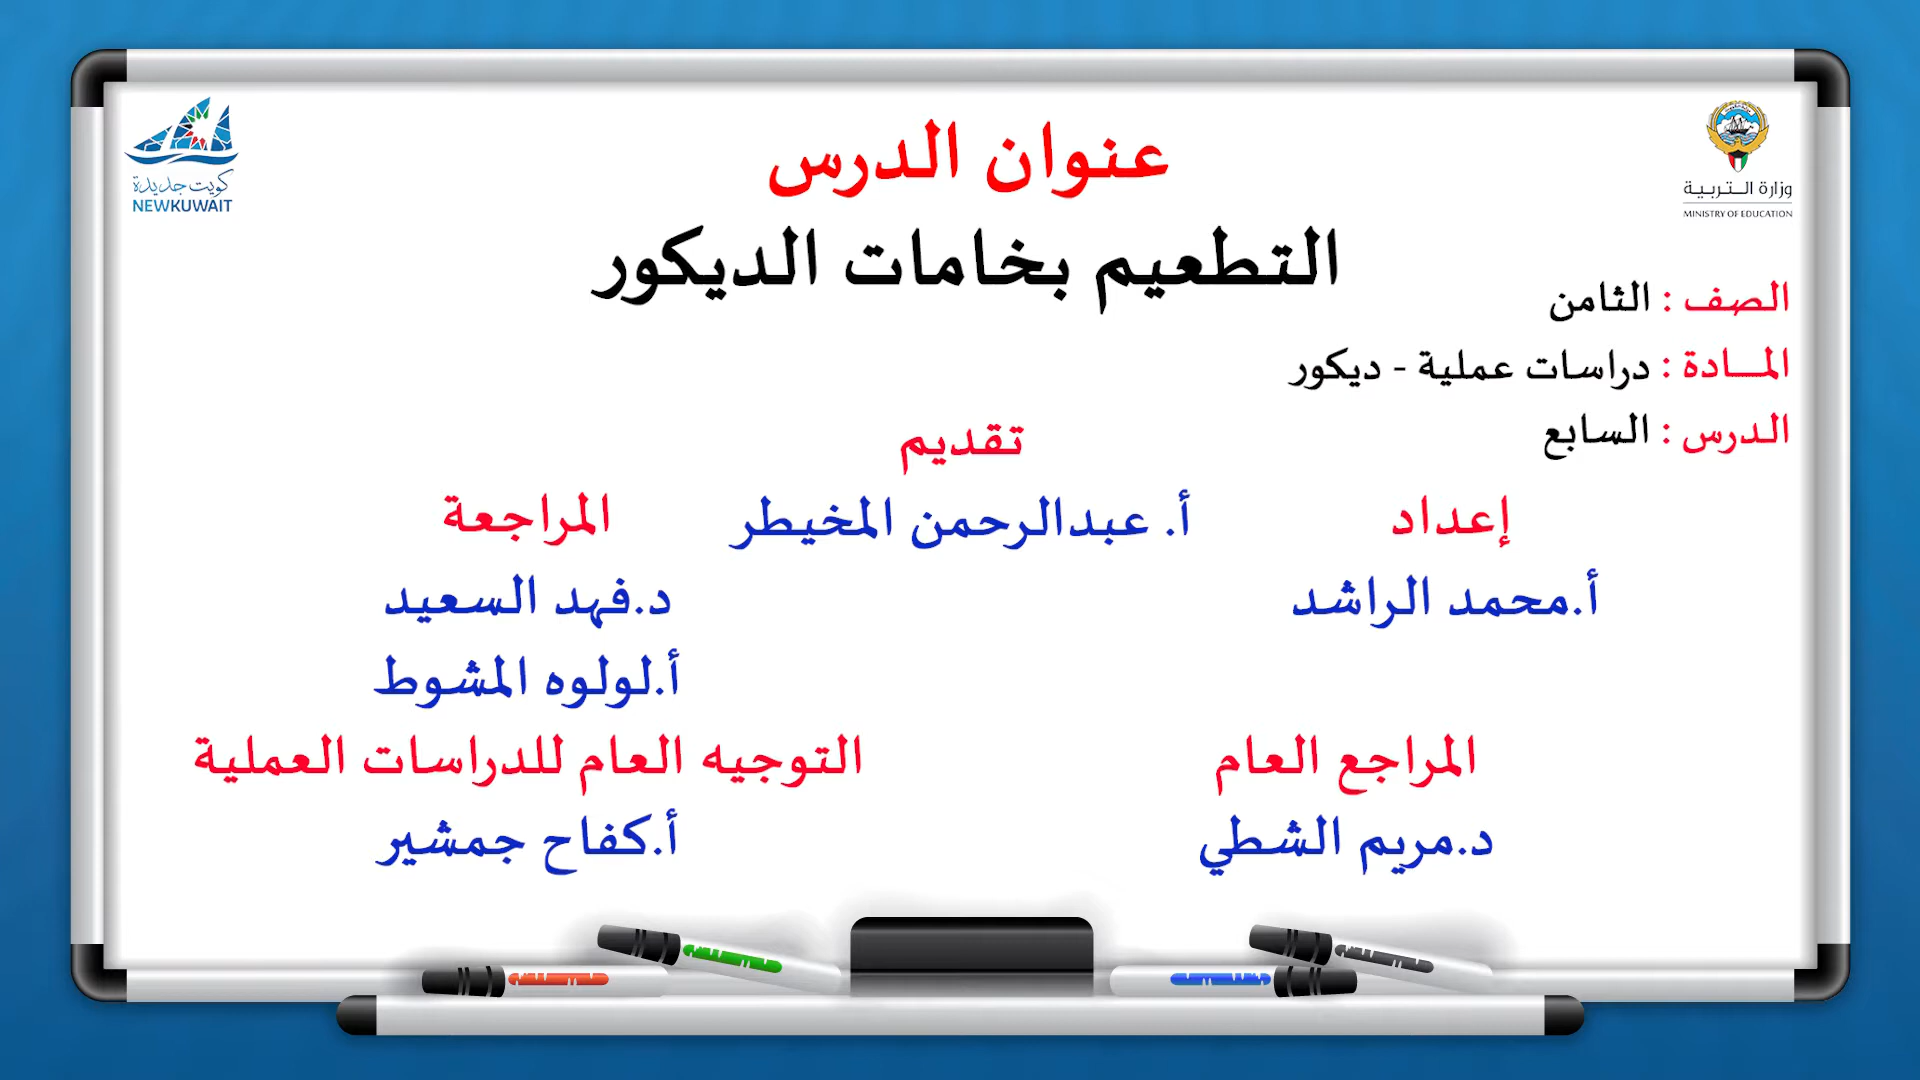 عنوان الدرس
التطعيم بخامات الديكور
وزارة التربية
MINISTRY OF EDUCATION
كويت جديدة
NEWKUWAIT
الصف : الثامن
المــادة : دراسات عملية - ديكور
الدرس : السابع
تقديم
أ. عبدالرحمن المخيطر
إعداد
أ.محمد الراشد
المراجعة
د.فهد السعيد
أ.لولوه المشوط
المراجع العام
د.مريم الشطي
التوجيه العام للدراسات العملية
أ.كفاح جمشير